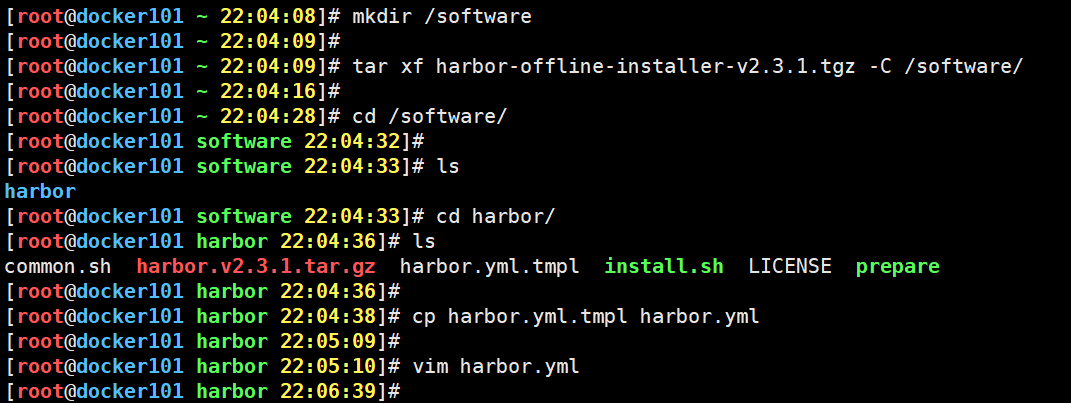 [root@docker101 ~ 22:04:08]# mkdir /software
[root@docker101 ~ 22:04:09]#
[root@docker101 ~ 22:04:09]# tar xf harbor-offline-installer-v2.3.1.tgz -C /software/
[root@docker101 ~ 22:04:16]#
[root@docker101 ~ 22:04:28]# cd /software/
[root@docker101 software 22:04:32]#
[root@docker101 software 22:04:33]# ls
harbor
[root@docker101 software 22:04:33]# cd harbor/
[root@docker101 harbor 22:04:36]# ls
common.sh  harbor.v2.3.1.tar.gz  harbor.yml.tmpl  install.sh  LICENSE  prepare
[root@docker101 harbor 22:04:36]#
[root@docker101 harbor 22:04:38]# cp harbor.yml.tmpl harbor.yml
[root@docker101 harbor 22:05:09]#
[root@docker101 harbor 22:05:10]# vim harbor.yml
[root@docker101 harbor 22:06:39]#